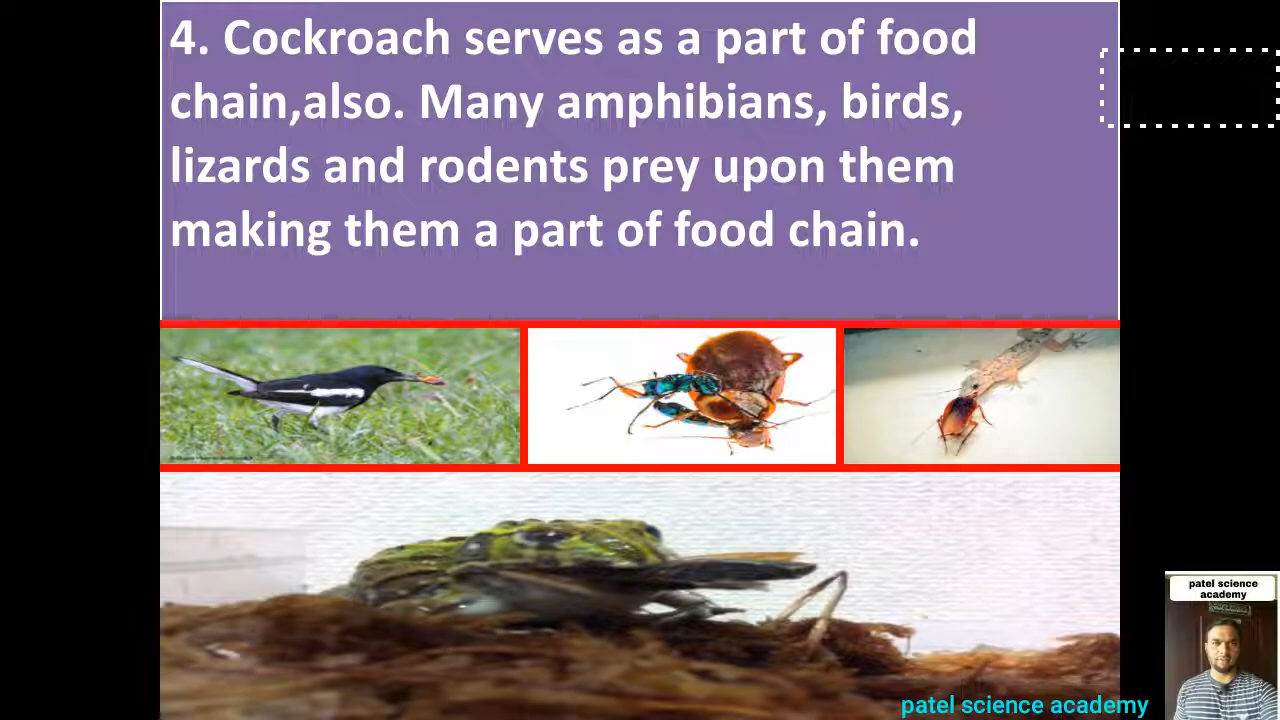 4. Cockroach serves as a part of food
chain,also. Many amphibians, birds,
lizards and rodents prey upon them
making them a part of food chain.
patel science
academy
patel science academy